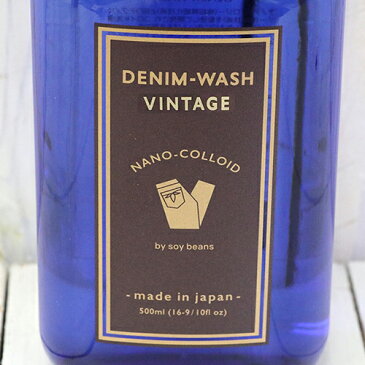 DENIM-WASH
VINTAGE
NANO-COLLOID
by soy beans
- made in japan -
500ml (16-9/10fl oz)